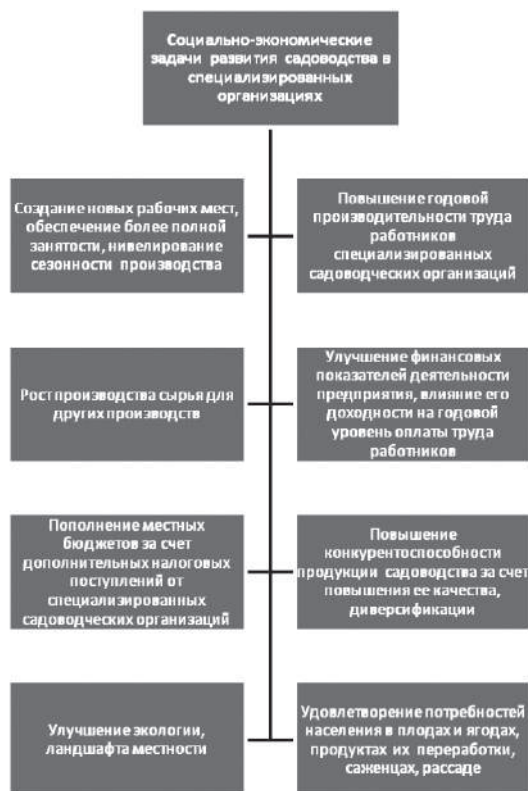 Социально-экономические
задачи развития садоводства в
специализированных
организациях
Создание новых рабочих мест,
обеспечение более полной
занятости, нивелирование
сезонности производства
Повышение годовой
производительности труда
работников
специализированных
садоводческих организаций
Рост производства сырья для
других производств
Улучшение финансовых
показателей деятельности
предприятия, влияние его
доходности на годовой
уровень оплаты труда
работников
Пополнение местных
бюджетов за счет
дополнительных налоговых
поступлений от
специализированных
садоводческих организаций
Повышение
конкурентоспособности
продукции садоводства за счет
повышения ее качества,
диверсификации
Улучшение экологии,
ландшафта местности
Удовлетворение потребностей
населения в плодах и ягодах,
продуктах их переработки,
саженцах, рассаде